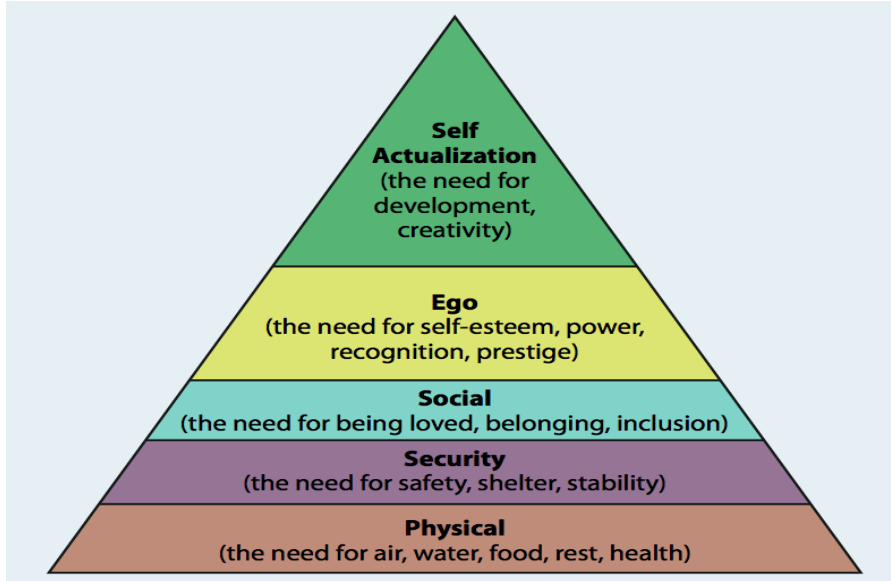 Self
Actualization
(the need for
development,
creativity)
Ego
(the need for self-esteem, power,
recognition, prestige)
Social
(the need for being loved, belonging, inclusion)
Security
(the need for safety, shelter, stability)
Physical
(the need for air, water, food, rest, health)